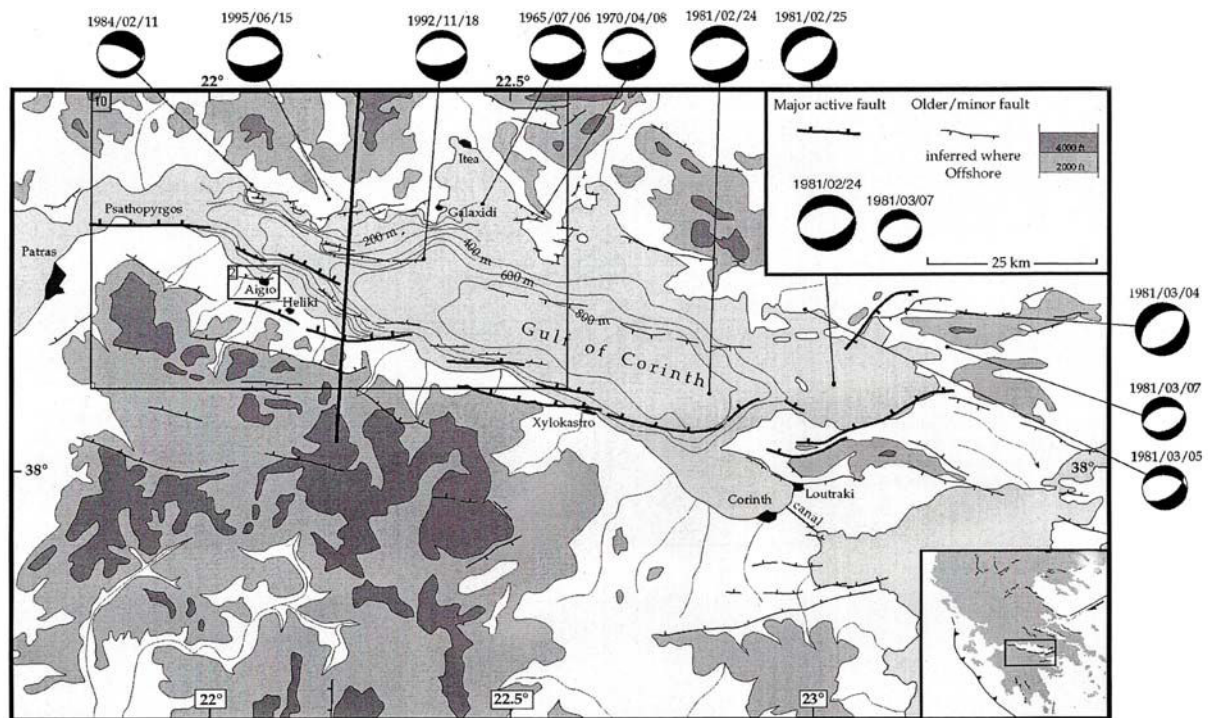 1984/02/11
1995/06/15
1992/11/18
1965/07/06
1970/04/08
1981/02/24
1981/02/25
22°
22.5°
10
Major active fault
Older/minor fault
inferred where
Offshore
4000 ft
2000 ft
1981/02/24
1981/03/07
25 km
Itea
Galaxidi
Psathopyrgos
Patras
200 m
400 m
600 m
800 m
2
Aigio
Heliki
Gulf of Corinth
Xylokastro
1981/03/04
1981/03/07
1981/03/05
38°
38°
Loutraki
Corinth
canal
22°
22.5°
23°